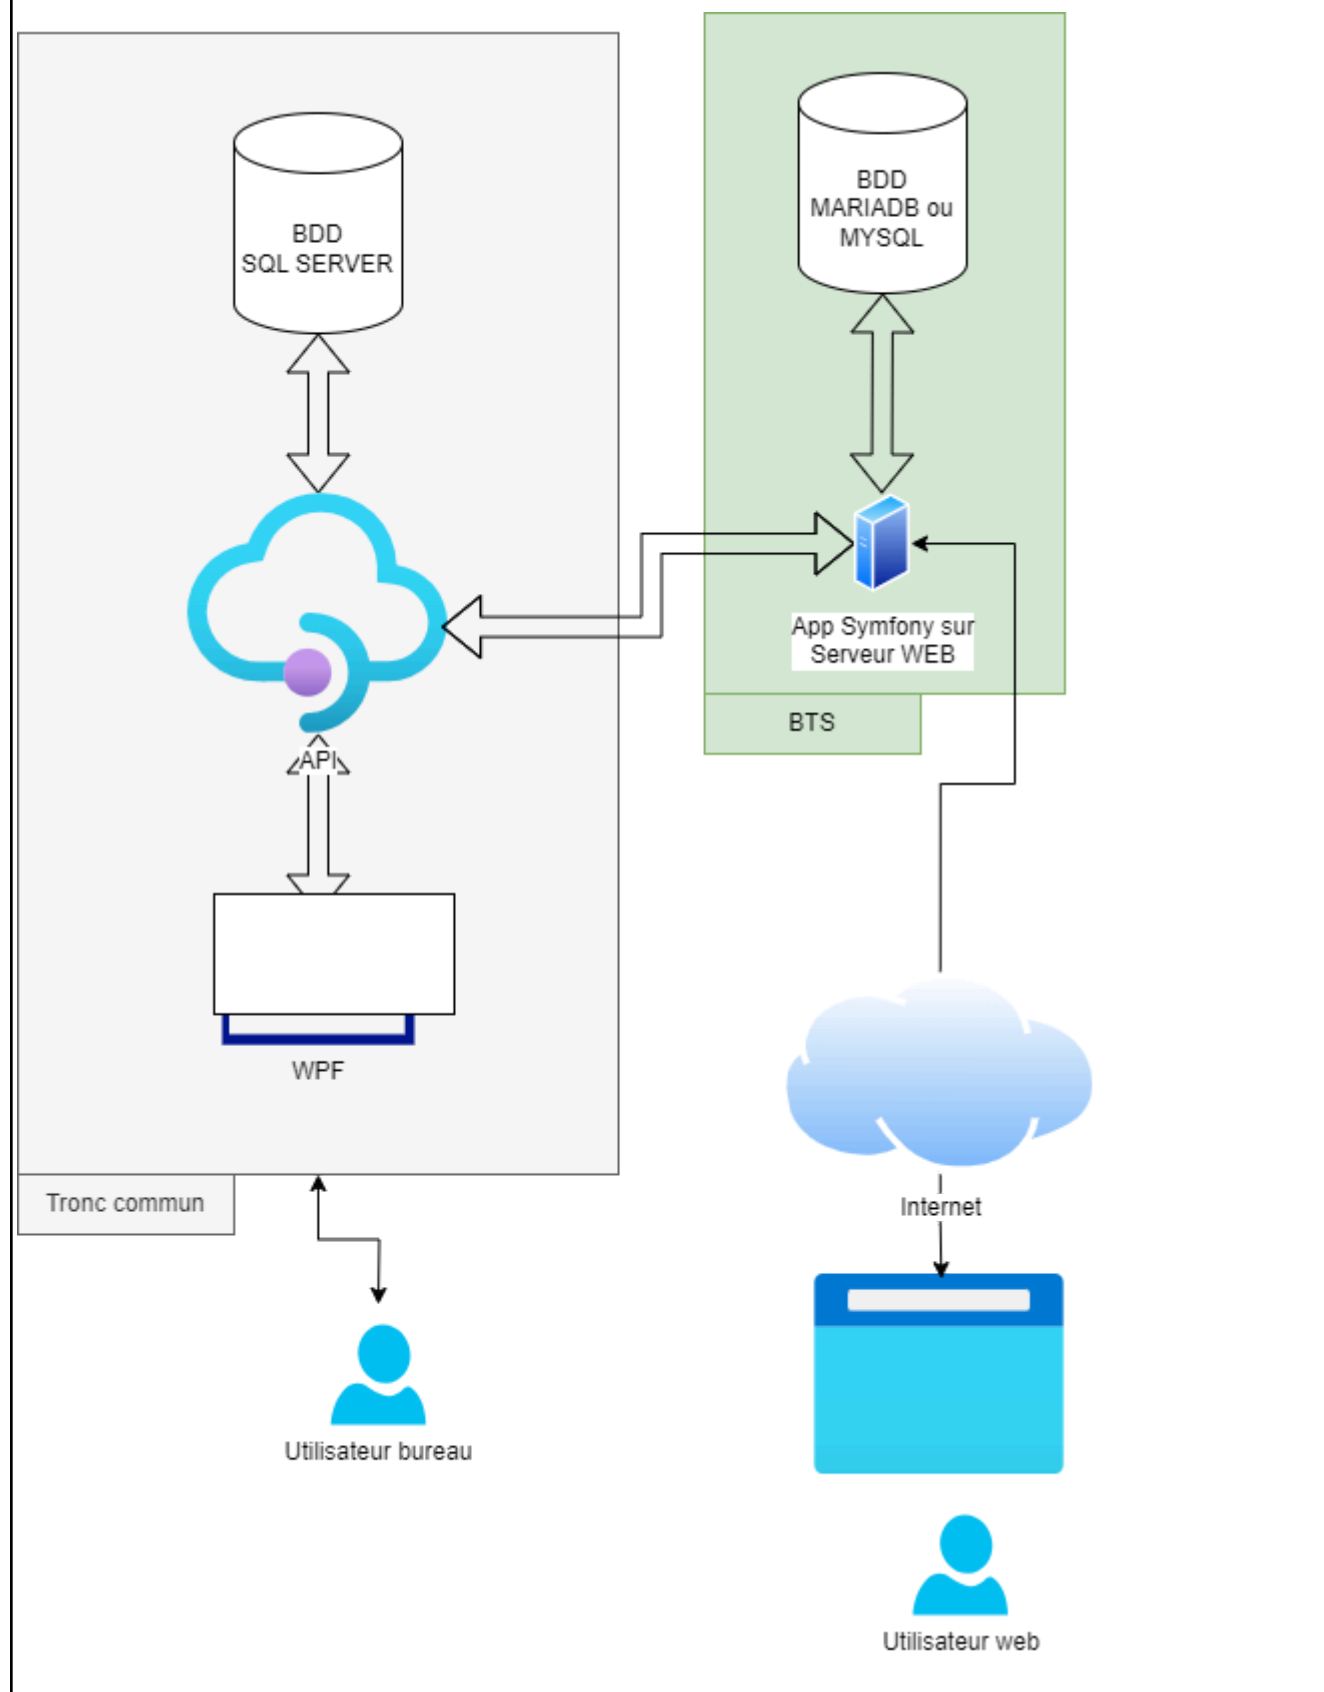 BDD
SQL SERVER
BDD
MARIADB ou
MYSQL
App Symfony sur
Serveur WEB
BTS
API
WPF
Tronc commun
Internet
Utilisateur bureau
Utilisateur web